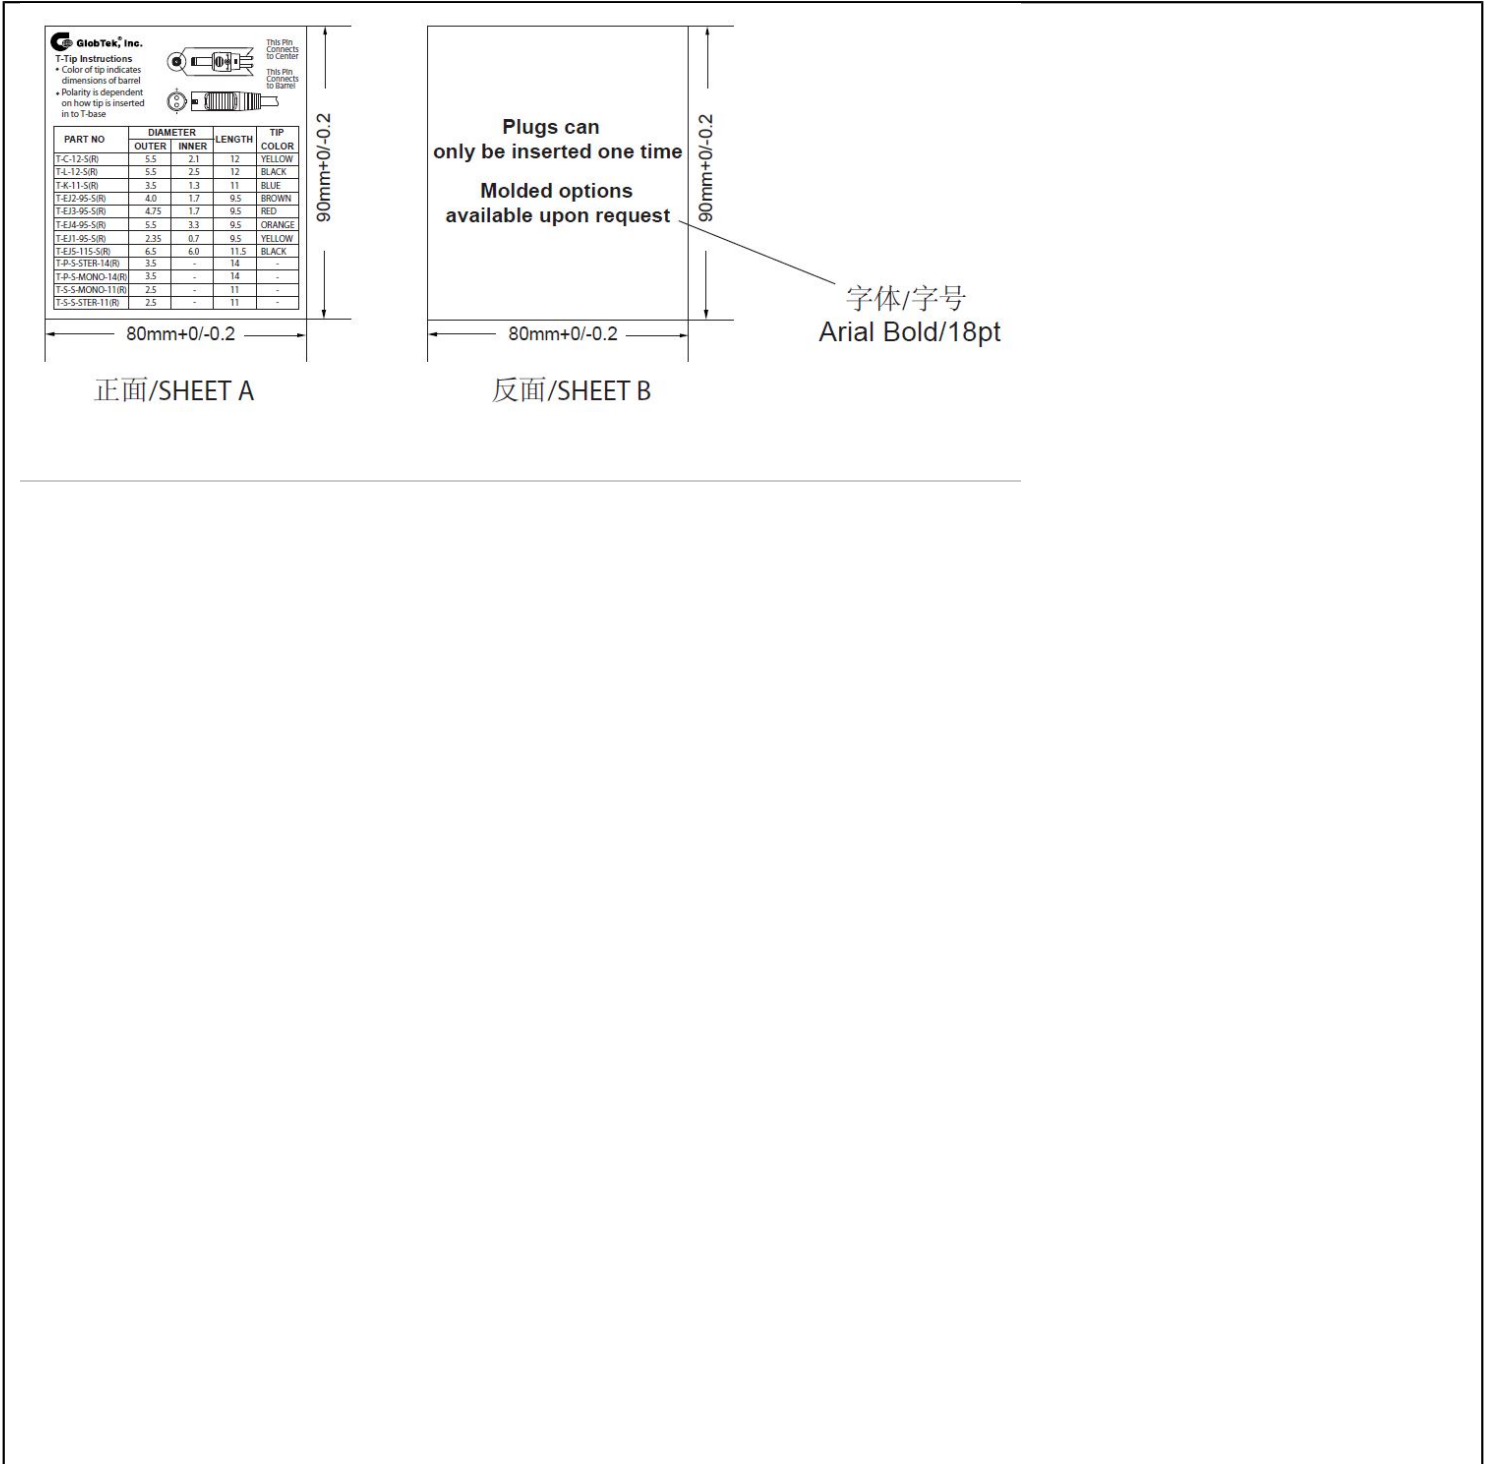 GlobTek,® Inc.
T-Tip Instructions
• Color of tip indicates
dimensions of barrel
• Polarity is dependent
on how tip is inserted
in to T-base
This Pin
Connects
to Center
This Pin
Connects
to Barrel
PART NO DIAMETER LENGTH TIP
OUTER INNER COLOR
T-C-12-S(R) 5.5 2.1 12 YELLOW
T-L-12-S(R) 5.5 2.5 12 BLACK
T-K-11-S(R) 3.5 1.3 11 BLUE
T-EJ2-95-S(R) 4.0 1.7 9.5 BROWN
T-EJ3-95-S(R) 4.75 1.7 9.5 RED
T-EJ4-95-S(R) 5.5 3.3 9.5 ORANGE
T-EJ1-95-S(R) 2.35 0.7 9.5 YELLOW
T-EJ5-115-S(R) 6.5 6.0 11.5 BLACK
T-P-S-STER-14(R) 3.5 - 14 -
T-P-S-MONO-14(R) 3.5 - 14 -
T-S-S-MONO-11(R) 2.5 - 11 -
T-S-S-STER-11(R) 2.5 - 11 -
90mm+0/-0.2
80mm+0/-0.2
正面/SHEET A
Plugs can
only be inserted one time
Molded options
available upon request
90mm+0/-0.2
80mm+0/-0.2
反面/SHEET B
字体/字号
Arial Bold/18pt